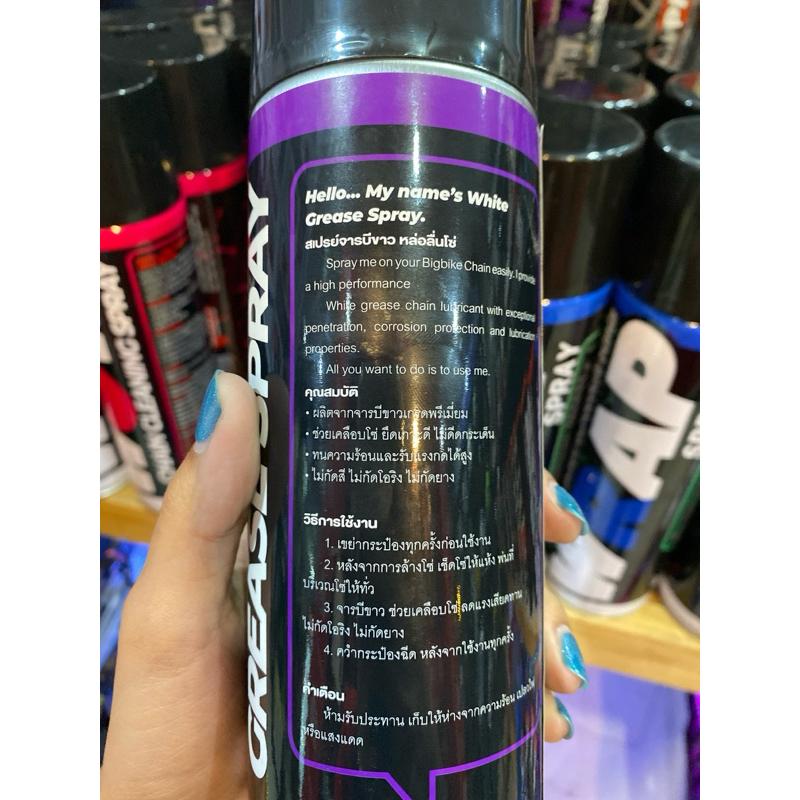 Hello... My name's White
Grease Spray.
สเปรย์จารบีขาว หล่อลื่นโซ่
Spray me on your Bigbike Chain easily. I provide
a high performance
White grease chain lubricant with exceptional
penetration, corrosion protection and lubrication
properties.
All you want to do is to use me.
คุณสมบัติ
• ผลิตจากจารบีขาวเกรดพรีเมี่ยม
• ช่วยเคลือบโซ่ ยึดเกาะดี ไม่ดีดกระเด็น
• ทนความร้อนและรับแรงกดได้สูง
• ไม่กัดสี ไม่กัดโอริง ไม่กัดยาง
วิธีการใช้งาน
1. เขย่ากระป๋องทุกครั้งก่อนใช้งาน
2. หลังจากการล้างโซ่ เช็ดโซ่ให้แห้ง พ่นที่
บริเวณโซ่ให้ทั่ว
3. จารบีขาว ช่วยเคลือบโซ่ ลดแรงเสียดทาน
ไม่กัดโอริง ไม่กัดยาง
4. คว่ำกระป๋องฉีด หลังจากใช้งานทุกครั้ง
คำเตือน
ห้ามรับประทาน เก็บให้ห่างจากความร้อน เปลวไฟ
หรือแสงแดด
GREASE SPRAY
CHAIN CLEANING SPRAY
SPRAY